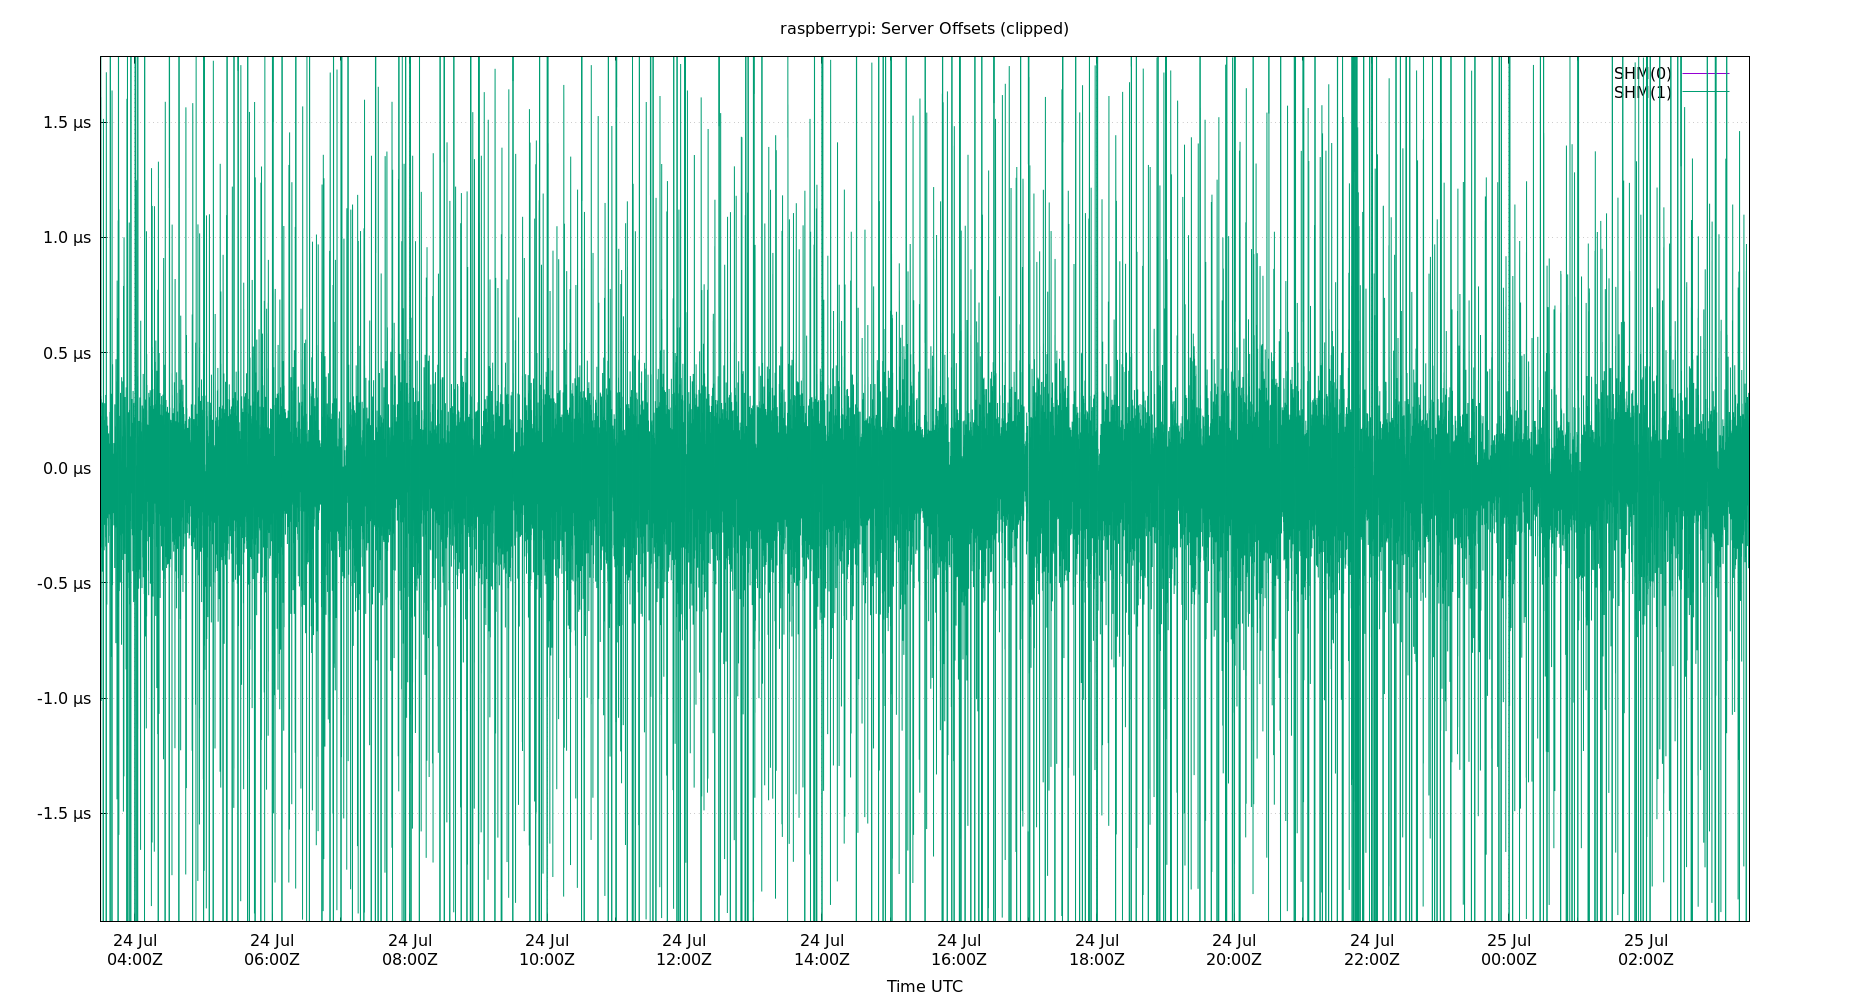 raspberrypi: Server Offsets (clipped)
SHM(0)
SHM(1)
1.5 µs
1.0 µs
0.5 µs
0.0 µs
-0.5 µs
-1.0 µs
-1.5 µs
24 Jul 24 Jul 24 Jul 24 Jul 24 Jul 24 Jul 24 Jul 24 Jul 24 Jul 24 Jul 25 Jul 25 Jul
04:00Z 06:00Z 08:00Z 10:00Z 12:00Z 14:00Z 16:00Z 18:00Z 20:00Z 22:00Z 00:00Z 02:00Z
Time UTC